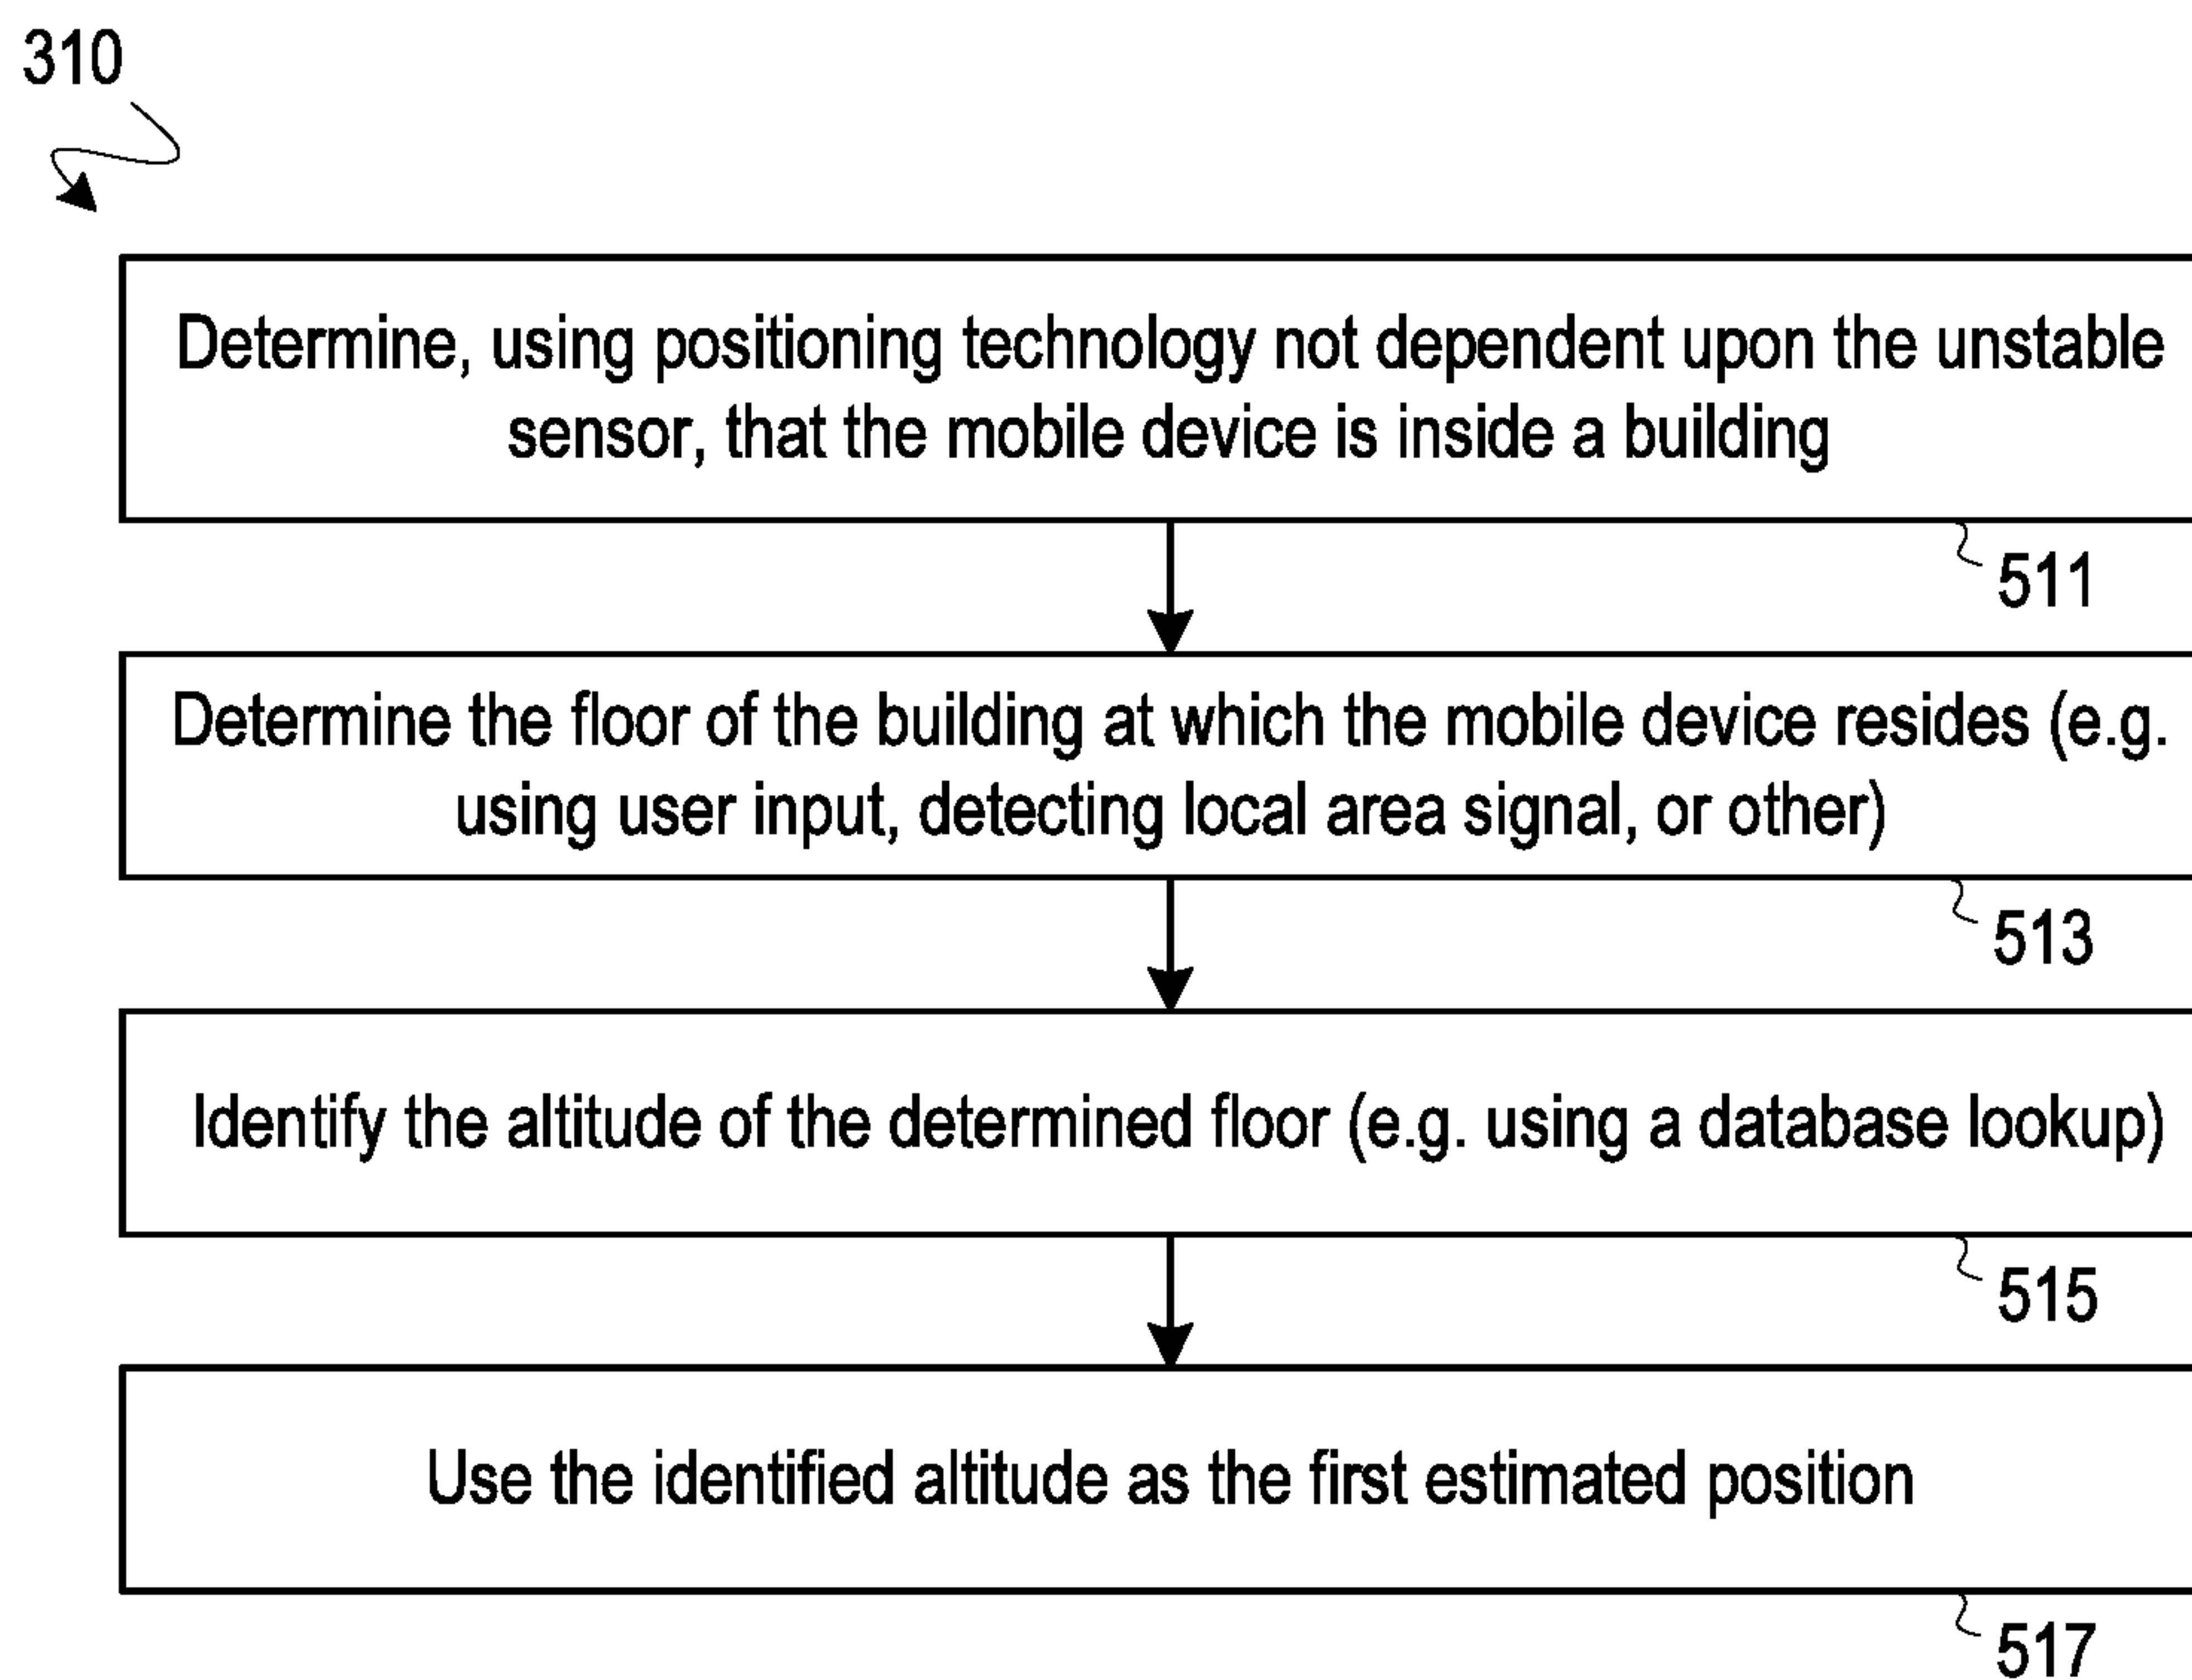 310
Determine, using positioning technology not dependent upon the unstable
sensor, that the mobile device is inside a building
511
Determine the floor of the building at which the mobile device resides (e.g.
using user input, detecting local area signal, or other)
513
Identify the altitude of the determined floor (e.g. using a database lookup)
515
Use the identified altitude as the first estimated position
517